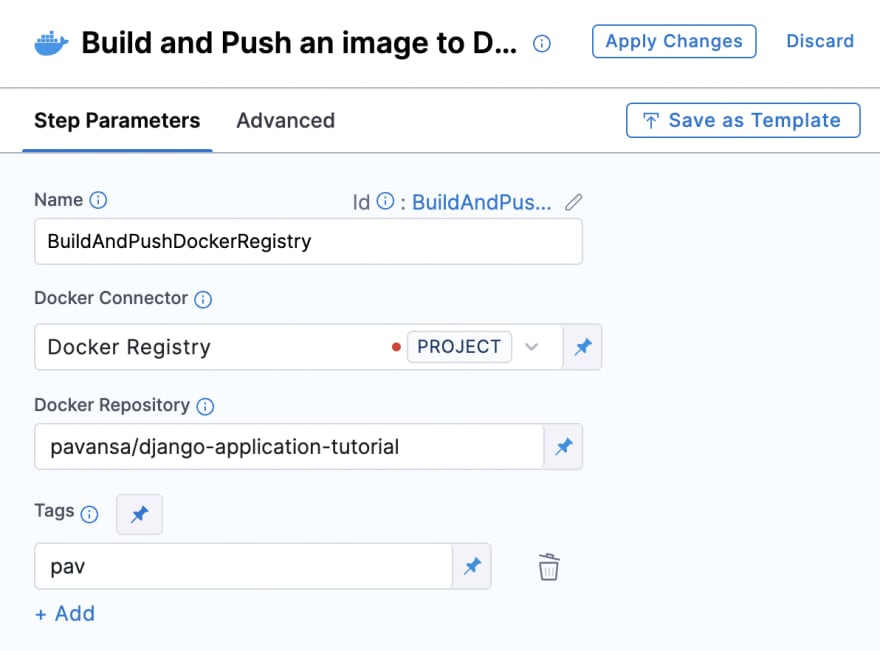 Build and Push an image to D...
Apply Changes
Discard
Step Parameters
Advanced
Save as Template
Name
Id : BuildAndPus...
BuildAndPushDockerRegistry
Docker Connector
Docker Registry
PROJECT
Docker Repository
pavansa/django-application-tutorial
Tags
pav
+ Add